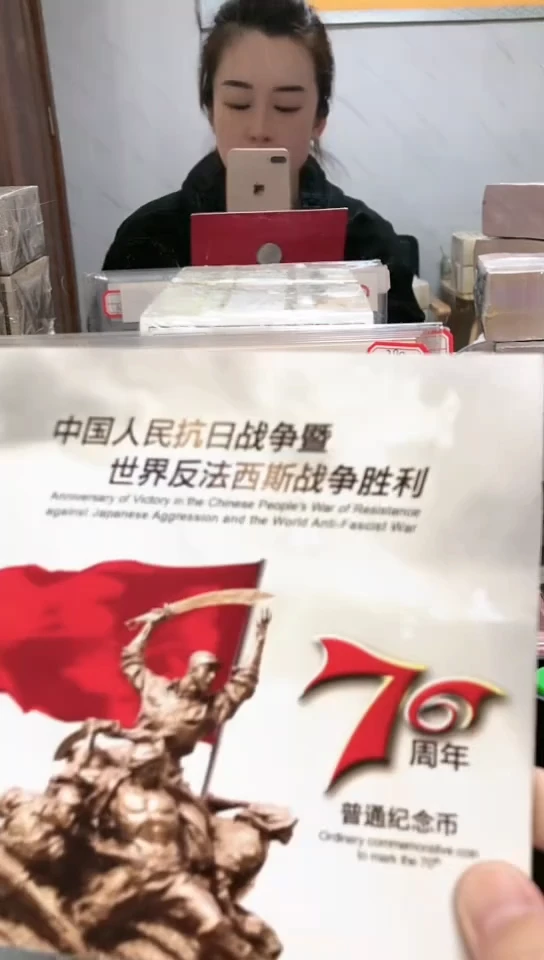 中国人民抗日战争暨
世界反法西斯战争胜利
Anniversary of Victory in the Chinese People's War of Resistance
against Japanese Aggression and the World Anti-Fascist War
70
周年
普通纪念币
Ordinary commemorative coin
to mark the 70th